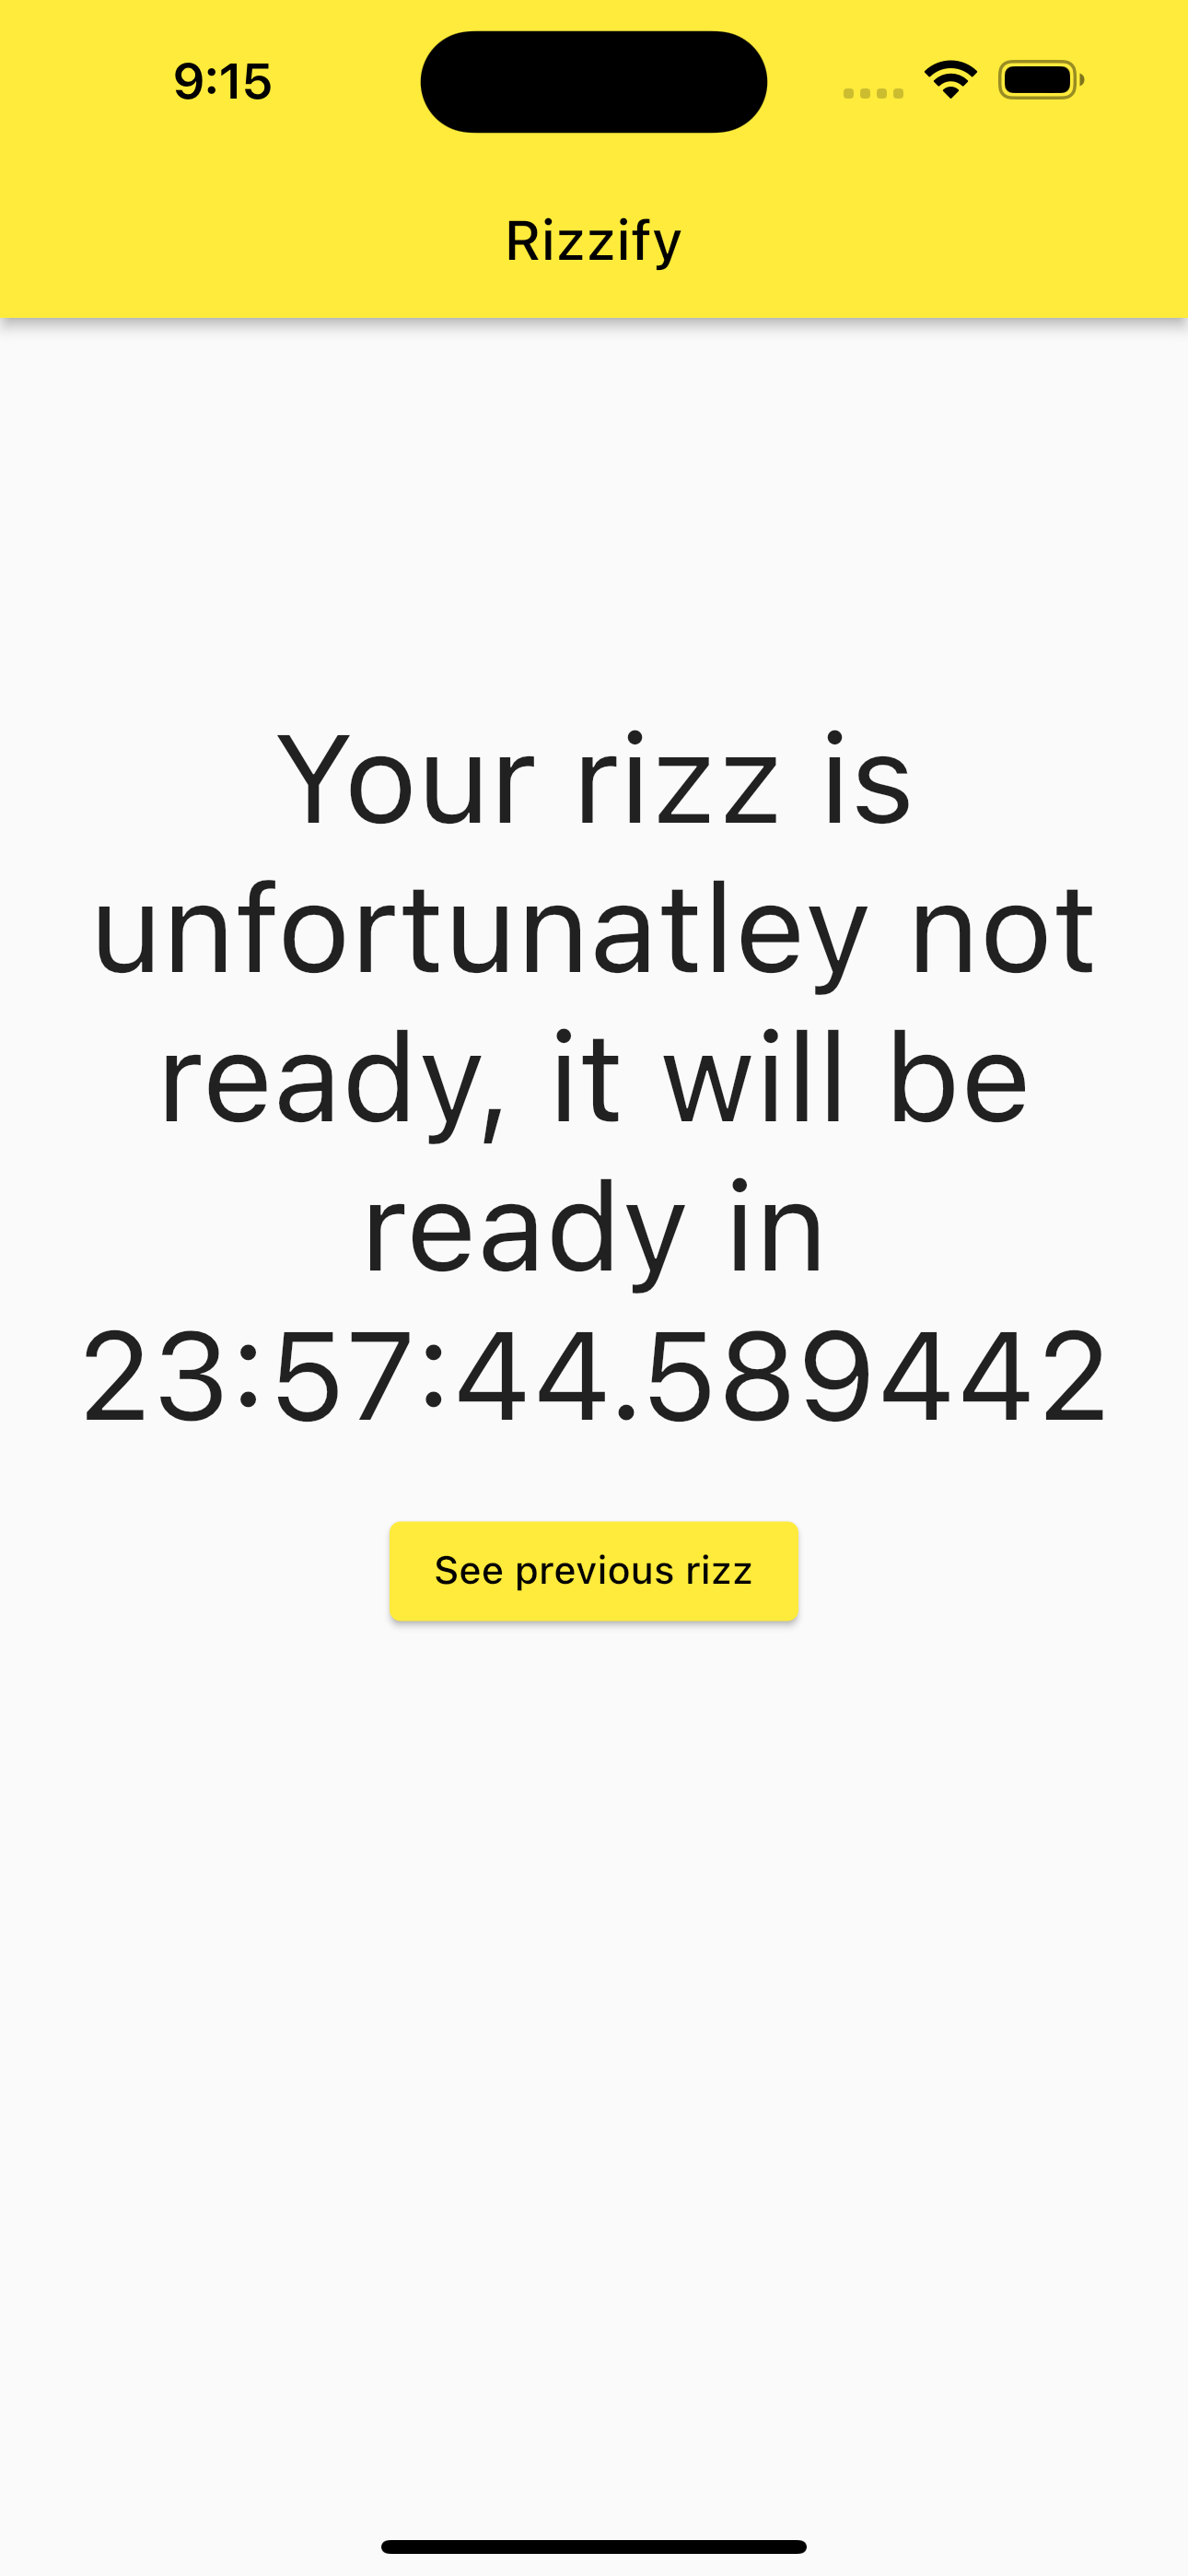 9:15
Rizzify
Your rizz is
unfortunatley not
ready, it will be
ready in
23:57:44.589442
See previous rizz